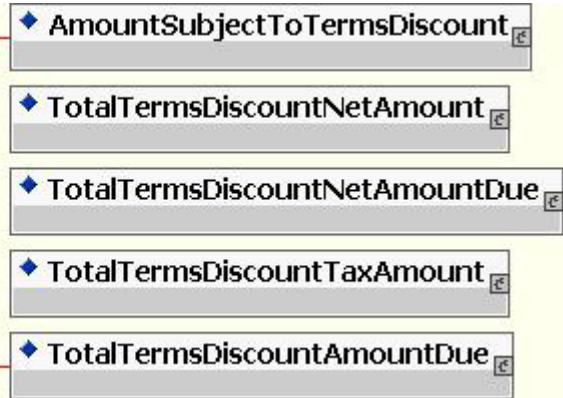 AmountSubjectToTermsDiscount
TotalTermsDiscountNetAmount
TotalTermsDiscountNetAmountDue
TotalTermsDiscountTaxAmount
TotalTermsDiscountAmountDue